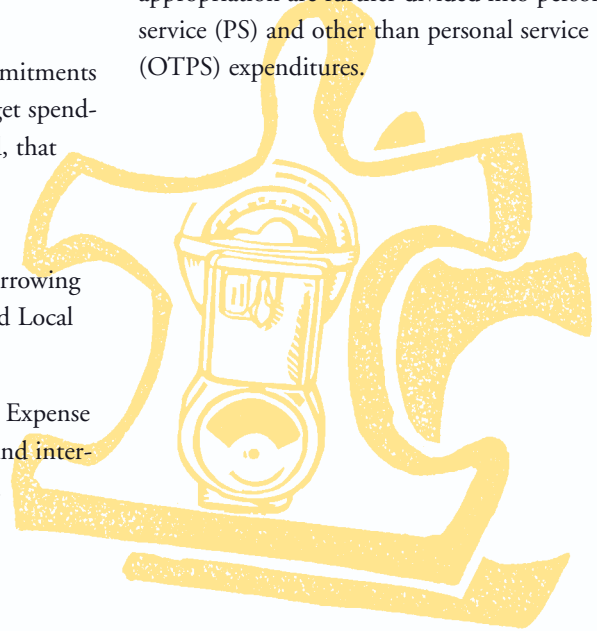 service (PS) and other than personal service
(OTPS) expenditures.
mitments
get spend-
, that
rrowing
d Local
Expense
nd inter-